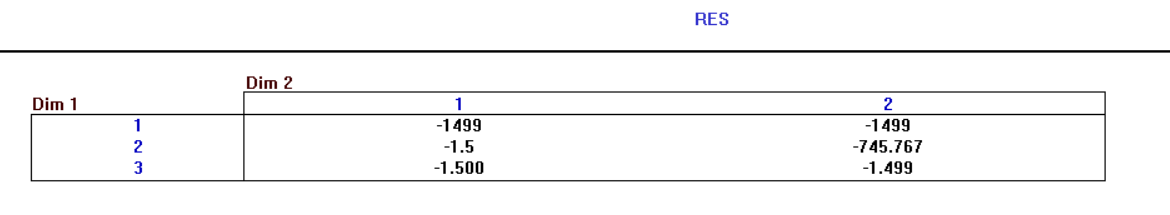 RES
Dim 2
Dim 1 1 2
1 -1499 -1499
2 -1.5 -745.767
3 -1.500 -1.499